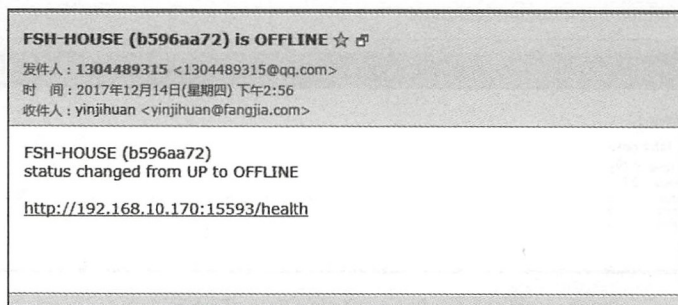 FSH-HOUSE (b596aa72) is OFFLINE ☆
发件人：1304489315 <1304489315@qq.com>
时　间：2017年12月14日(星期四) 下午2:56
收件人：yinjihuan <yinjihuan@fangjia.com>
FSH-HOUSE (b596aa72)
status changed from UP to OFFLINE
http://192.168.10.170:15593/health